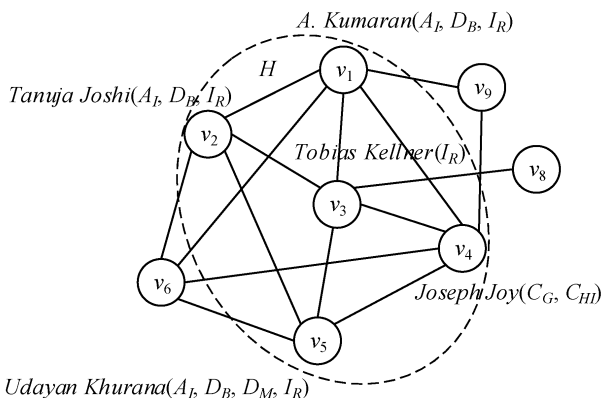 A. Kumaran(A_I, D_B, I_R)
H
v_1
v_9
Tanuja Joshi(A_I, D_B, I_R)
v_2
Tobias Kellner(I_R)
v_8
v_3
v_4
v_6
Joseph Joy(C_G, C_HI)
v_5
Udayan Khurana(A_I, D_B, D_M, I_R)